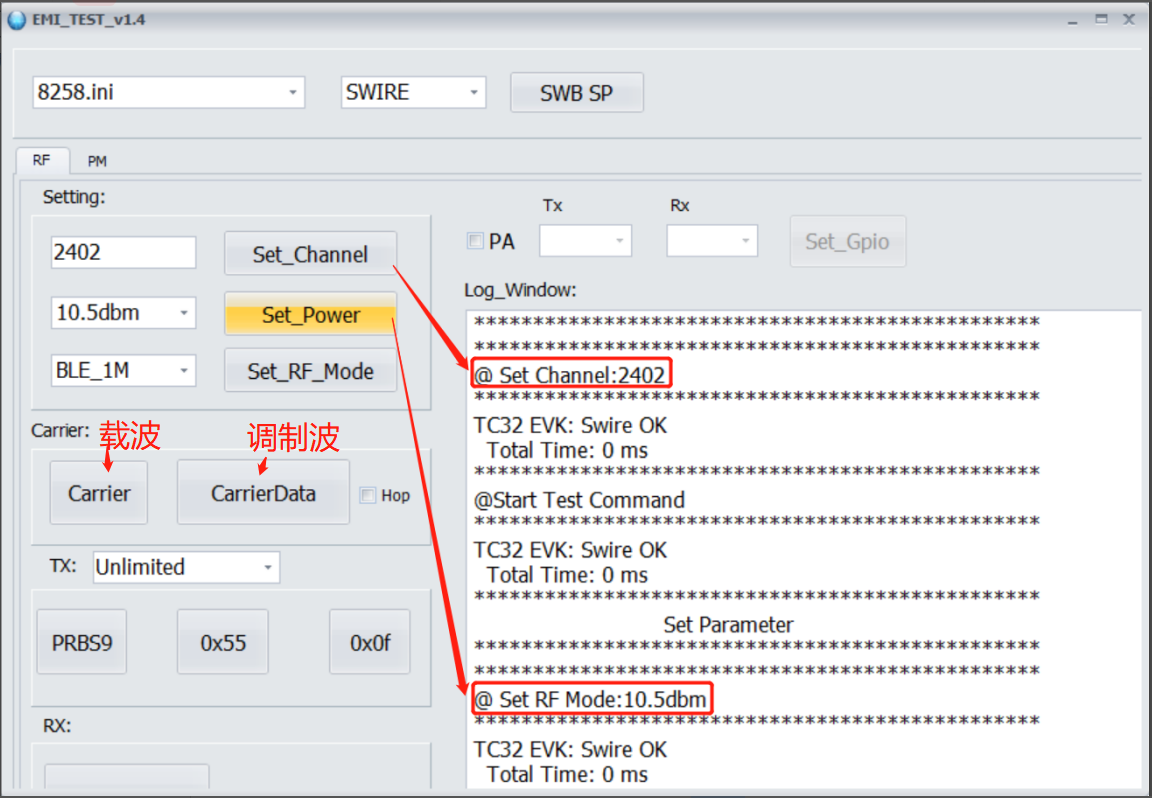 EMI_TEST_v1.4
8258.ini
SWIRE
SWB SP
RF
PM
Setting:
2402
Set_Channel
10.5dbm
Set_Power
BLE_1M
Set_RF_Mode
Carrier:
载波
调制波
Carrier
CarrierData
Hop
TX:
Unlimited
PRBS9
0x55
0x0f
RX:
Tx
Rx
PA
Set_Gpio
Log_Window:
************************************************
************************************************
@ Set Channel:2402
************************************************
TC32 EVK: Swire OK
Total Time: 0 ms
************************************************
@Start Test Command
************************************************
TC32 EVK: Swire OK
Total Time: 0 ms
************************************************
Set Parameter
************************************************
************************************************
@ Set RF Mode:10.5dbm
************************************************
TC32 EVK: Swire OK
Total Time: 0 ms